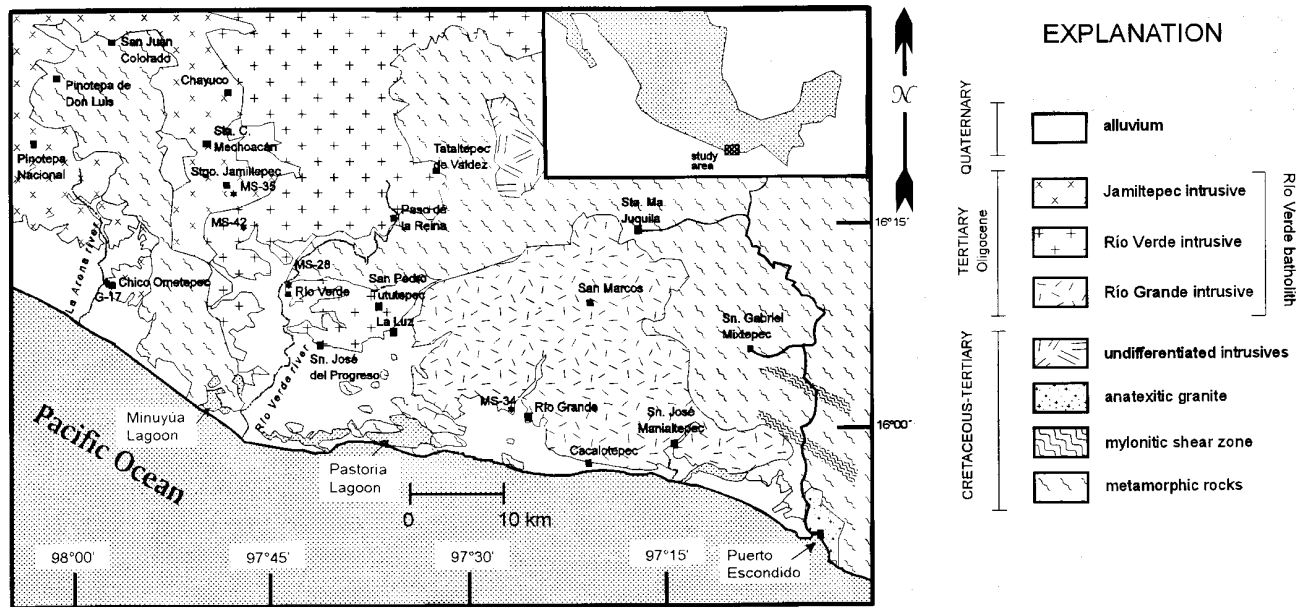 San Juan
Colorado
Pinotepa de
Don Luis
Chayuco
Sta. C.
Mechoacán
Pinotepa
Nacional
Stgo. Jamiltepec
MS-35
MS-42
Tataltepec
de Valdez
Paso de
la Reina
study
area
Sta. Ma
Juquila
16°15'
La Arena river
MS-28
Chico Ometepec
G-17
Río Verde
San Pedro
Tututepec
La Luz
San Marcos
Sn. Gabriel
Mixtepec
Sn. José
del Progreso
Río Verde river
MS-34
Río Grande
Sn. José
Manialtepec
16°00'
Cacalotepec
Minuyúa
Lagoon
Pastoria
Lagoon
Pacific Ocean
0 10 km
Puerto
Escondido
98°00' 97°45' 97°30' 97°15'
N
EXPLANATION
QUATERNARY
alluvium
TERTIARY
Oligocene
Jamiltepec intrusive
Río Verde intrusive
Río Grande intrusive
Río Verde batholith
CRETACEOUS-TERTIARY
undifferentiated intrusives
anatexitic granite
mylonitic shear zone
metamorphic rocks